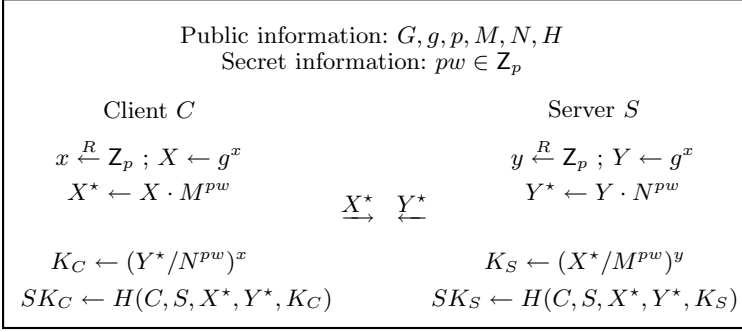 Public information: G, g, p, M, N, H
Secret information: pw ∈ Z_p
Client C
Server S
x ←^R Z_p ; X ← g^x
y ←^R Z_p ; Y ← g^x
X^⋆ ← X · M^{pw}
Y^⋆ ← Y · N^{pw}
X^⋆ → Y^⋆ ←
K_C ← (Y^⋆/N^{pw})^x
K_S ← (X^⋆/M^{pw})^y
SK_C ← H(C, S, X^⋆, Y^⋆, K_C)
SK_S ← H(C, S, X^⋆, Y^⋆, K_S)